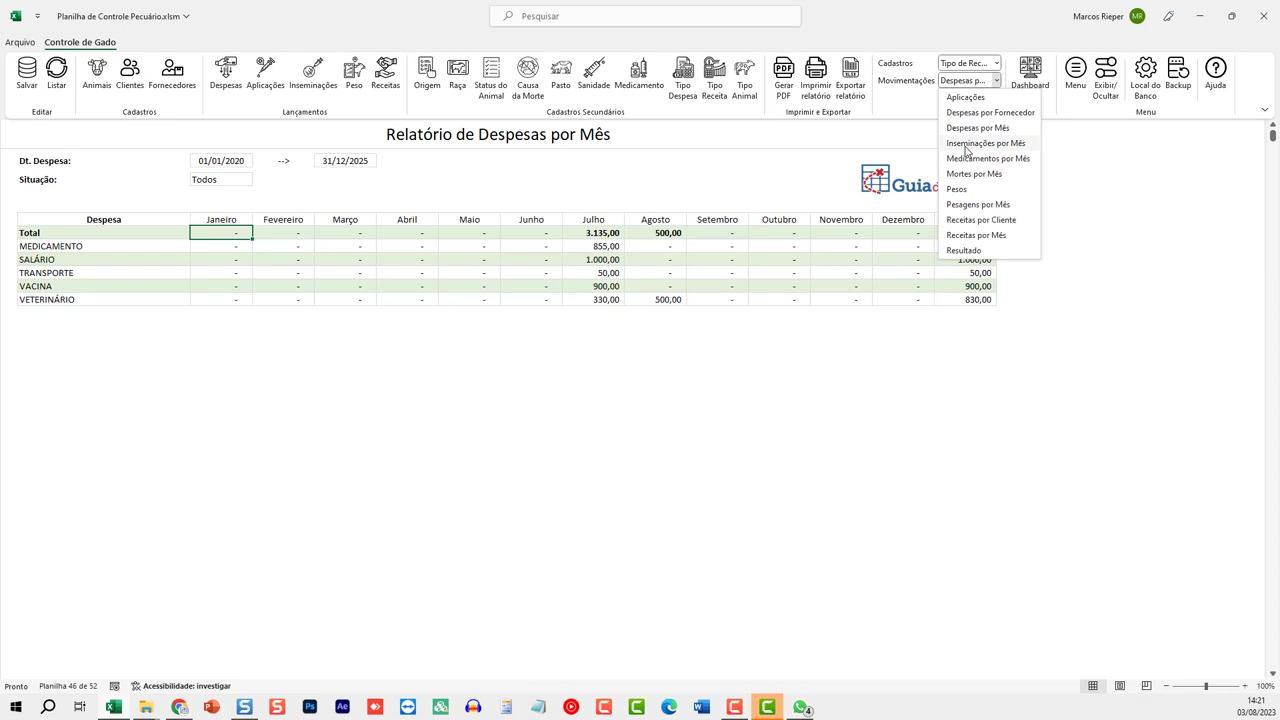 Planilha de Controle Pecuário.xlsm
Pesquisar
Marcos Rieper
MR
Arquivo
Controle de Gado
Salvar
Listar
Editar
Animais
Clientes
Fornecedores
Cadastros
Despesas
Aplicações
Inseminações
Peso
Receitas
Lançamentos
Origem
Raça
Status do Animal
Causa da Morte
Sanidade
Medicamento
Tipo Despesa
Tipo Receita
Tipo Animal
Cadastros Secundários
Gerar PDF
Imprimir relatório
Exportar relatório
Imprimir e Exportar
Cadastros
Tipo de Rec...
Movimentações
Despesas p...
Dashboard
Menu
Exibir/ Ocultar
Local do Banco
Backup
Menu
Ajuda
Aplicações
Despesas por Fornecedor
Despesas por Mês
Inseminações por Mês
Medicamentos por Mês
Mortes por Mês
Pesos
Pesagens por Mês
Receitas por Cliente
Receitas por Mês
Resultado
Relatório de Despesas por Mês
Dt. Despesa: 01/01/2020 --> 31/12/2025
Situação: Todos
Guia
Despesa Janeiro Fevereiro Março Abril Maio Junho Julho Agosto Setembro Outubro Novembro Dezembro
Total - - - - - - 3.135,00 500,00 - - - -
MEDICAMENTO - - - - - - 855,00 - - - - -
SALÁRIO - - - - - - 1.000,00 - - - - - 1.000,00
TRANSPORTE - - - - - - 50,00 - - - - - 50,00
VACINA - - - - - - 900,00 - - - - - 900,00
VETERINÁRIO - - - - - - 330,00 500,00 - - - - 830,00
Pronto
Planilha 46 de 52
Acessibilidade: investigar
100%
14:21
03/08/2023